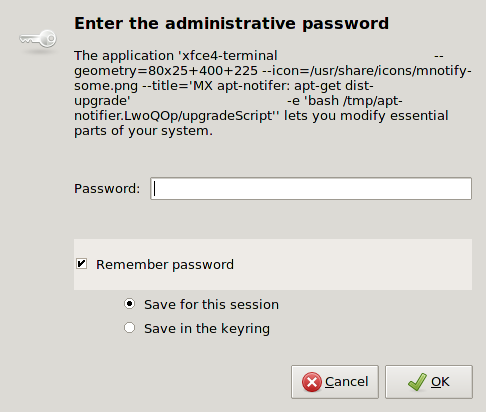 Enter the administrative password
The application 'xfce4-terminal --
geometry=80x25+400+225 --icon=/usr/share/icons/mnotify-
some.png --title='MX apt-notifer: apt-get dist-
upgrade' -e 'bash /tmp/apt-
notifier.LwoQOp/upgradeScript'' lets you modify essential
parts of your system.
Password:
Remember password
Save for this session
Save in the keyring
Cancel OK